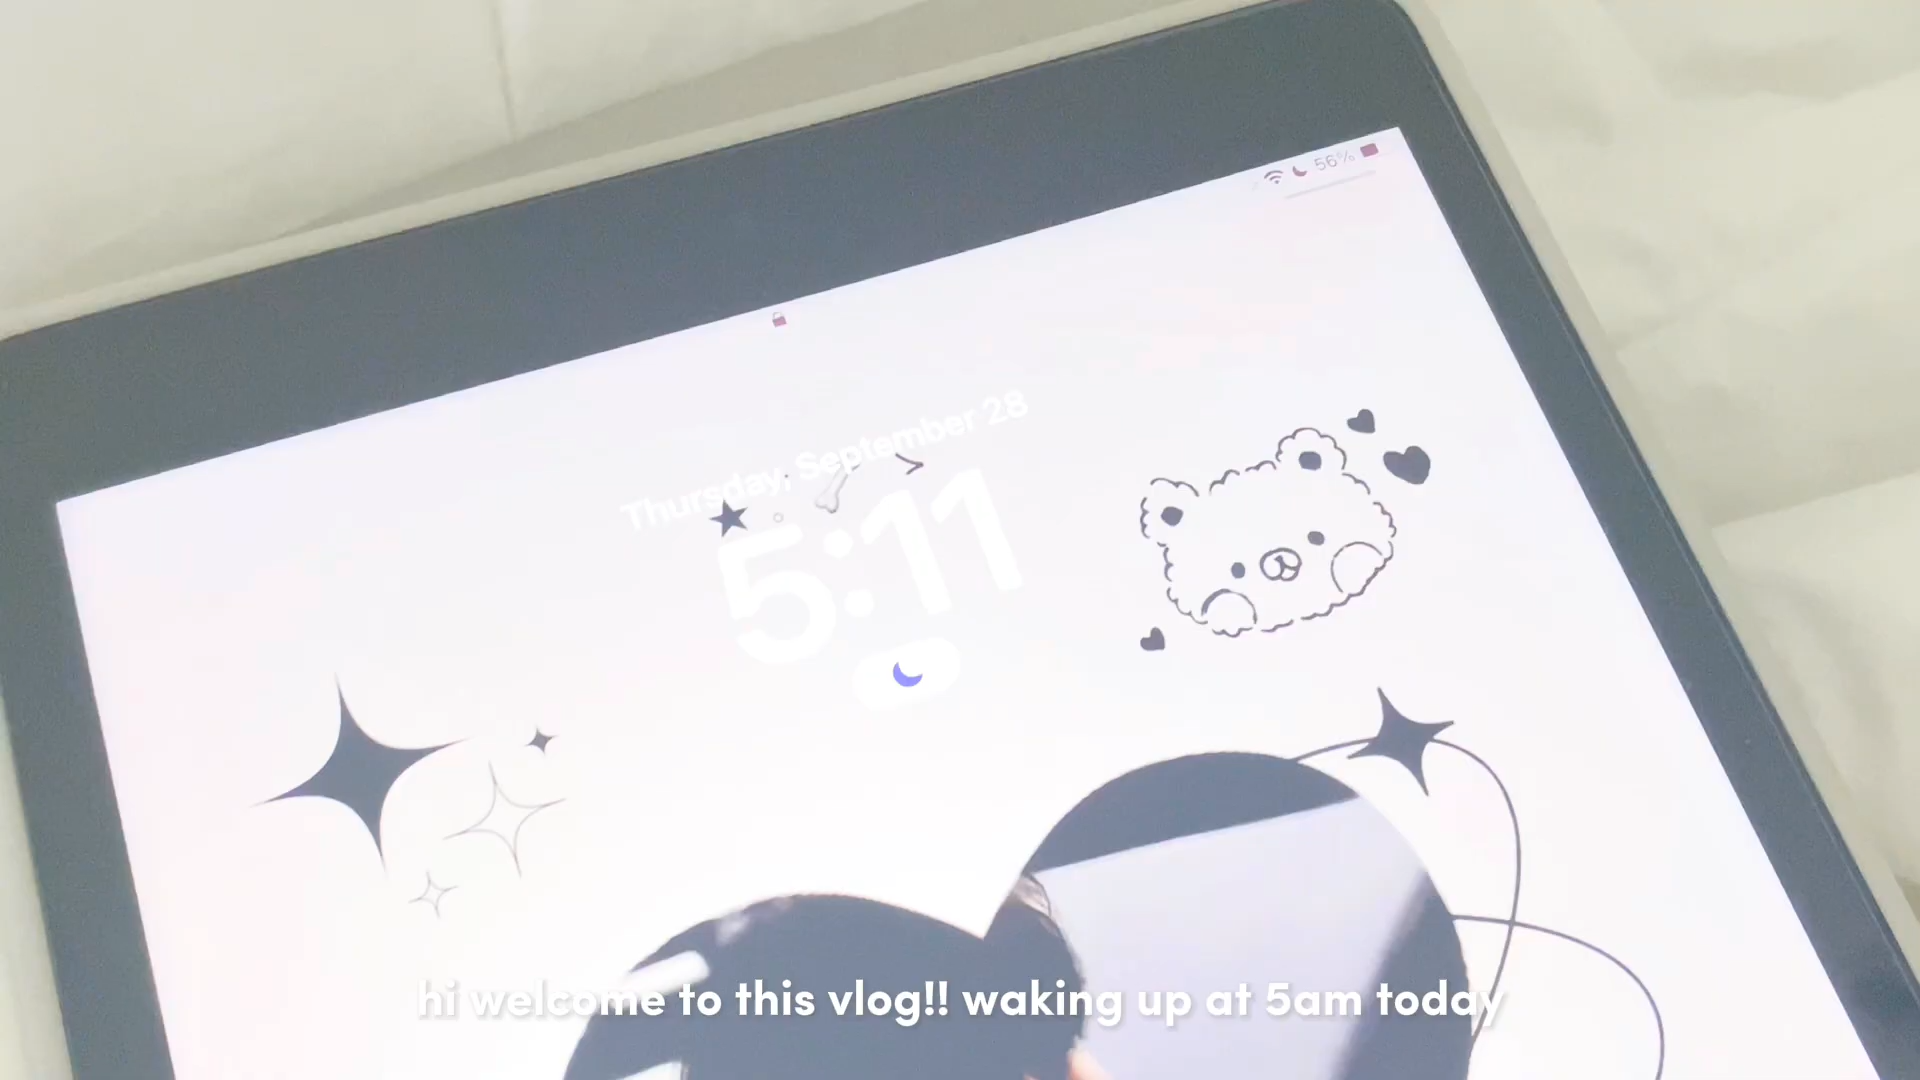 56%
Thursday, September 28
5:11
hi welcome to this vlog!! waking up at 5am today